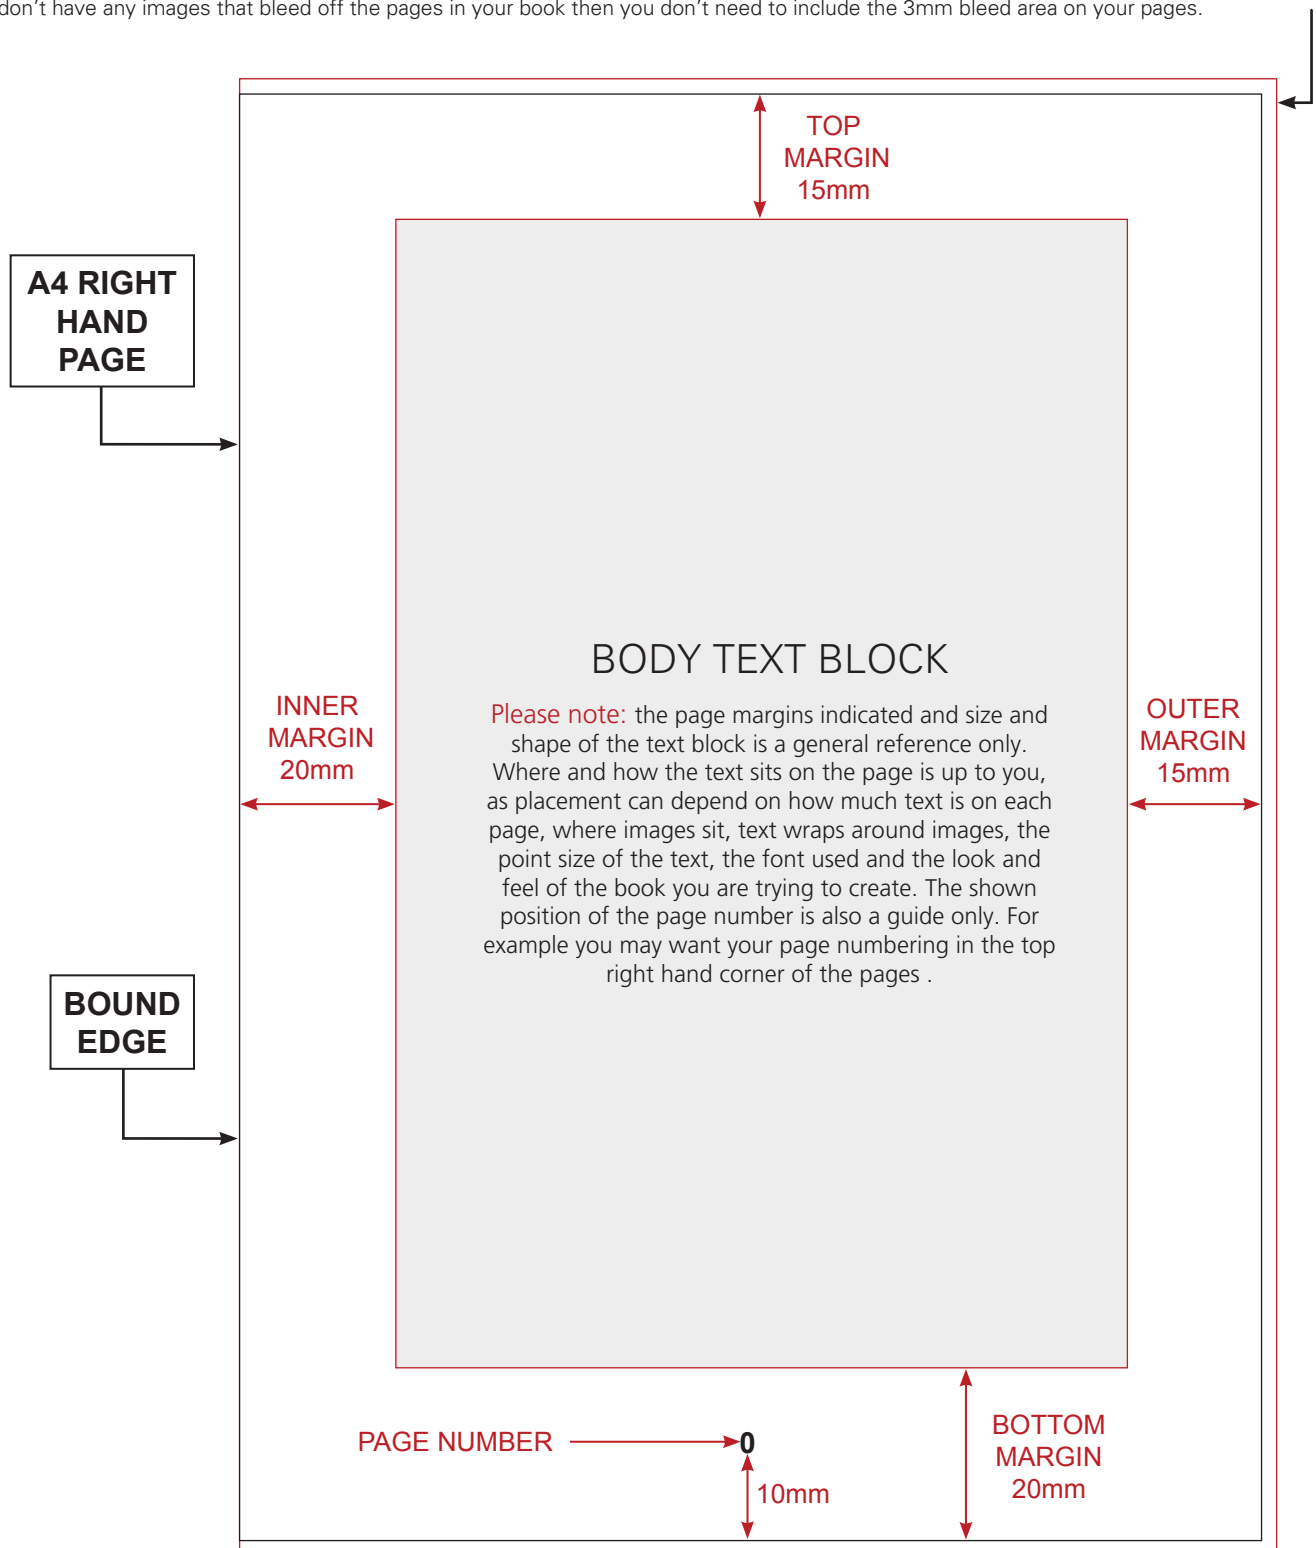 don't have any images that bleed off the pages in your book then you don't need to include the 3mm bleed area on your pages.
TOP
MARGIN
15mm
A4 RIGHT
HAND
PAGE
BODY TEXT BLOCK
Please note: the page margins indicated and size and
shape of the text block is a general reference only.
Where and how the text sits on the page is up to you,
as placement can depend on how much text is on each
page, where images sit, text wraps around images, the
point size of the text, the font used and the look and
feel of the book you are trying to create. The shown
position of the page number is also a guide only. For
example you may want your page numbering in the top
right hand corner of the pages .
INNER
MARGIN
20mm
OUTER
MARGIN
15mm
BOUND
EDGE
PAGE NUMBER
0
10mm
BOTTOM
MARGIN
20mm